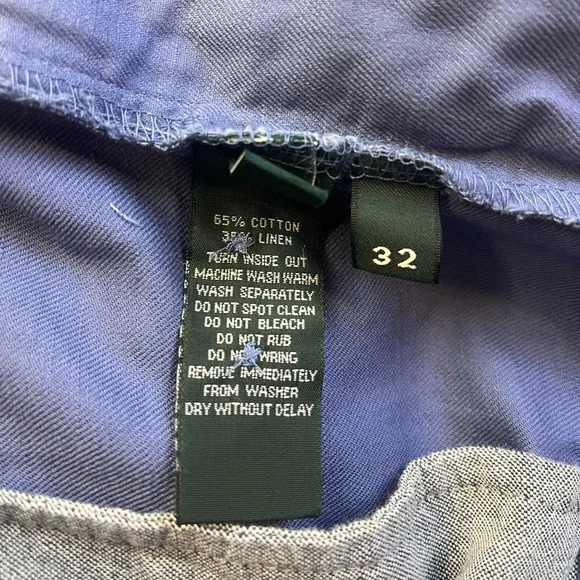 65% COTTON
35% LINEN
TURN INSIDE OUT
MACHINE WASH WARM
WASH SEPARATELY
DO NOT SPOT CLEAN
DO NOT BLEACH
DO NOT RUB
DO NOT WRING
REMOVE IMMEDIATELY
FROM WASHER
DRY WITHOUT DELAY
32